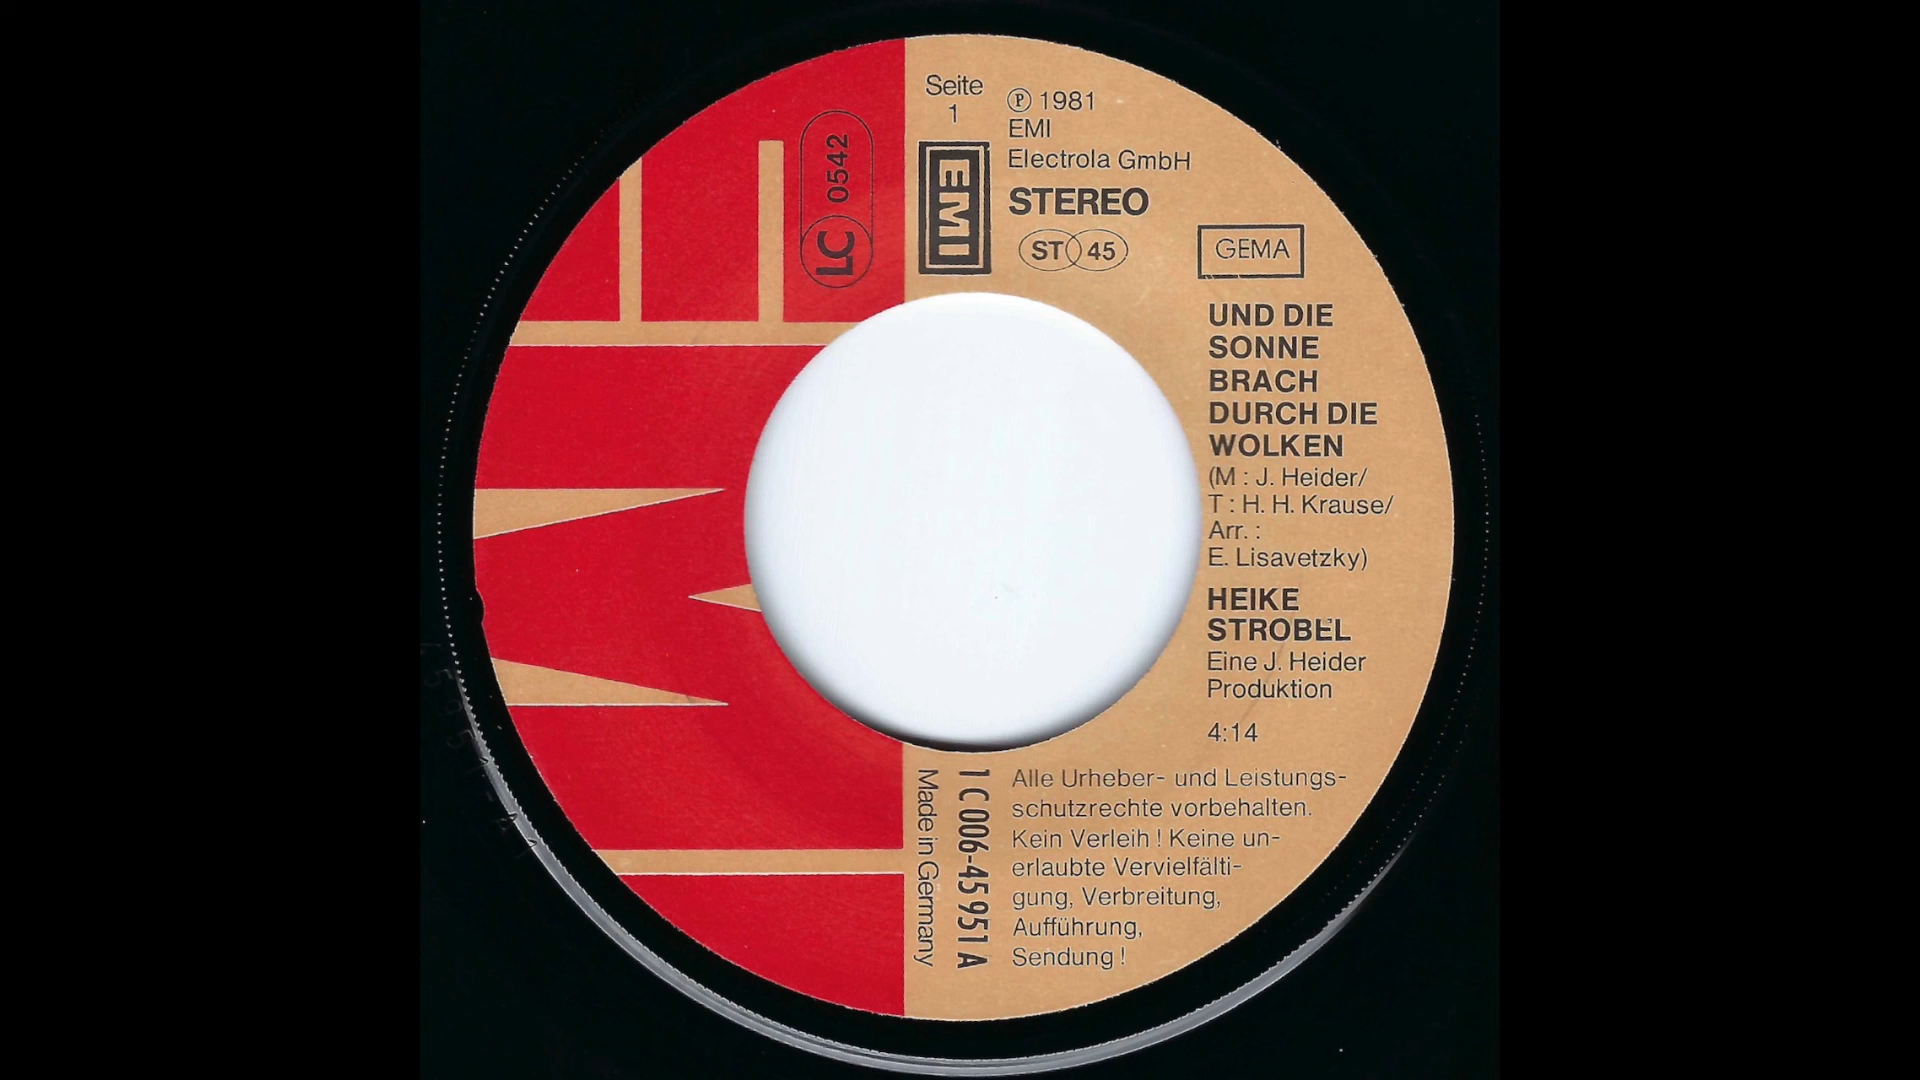 Seite
1
℗ 1981
EMI
Electrola GmbH
STEREO
ST 45
EMI
LC 0542
GEMA
UND DIE
SONNE
BRACH
DURCH DIE
WOLKEN
(M : J. Heider/
T : H. H. Krause/
Arr. :
E. Lisavetzky)
HEIKE
STROBEL
Eine J. Heider
Produktion
4:14
1 C 006-45 951 A
Made in Germany
Alle Urheber- und Leistungs-
schutzrechte vorbehalten.
Kein Verleih ! Keine un-
erlaubte Vervielfälti-
gung, Verbreitung,
Aufführung,
Sendung !